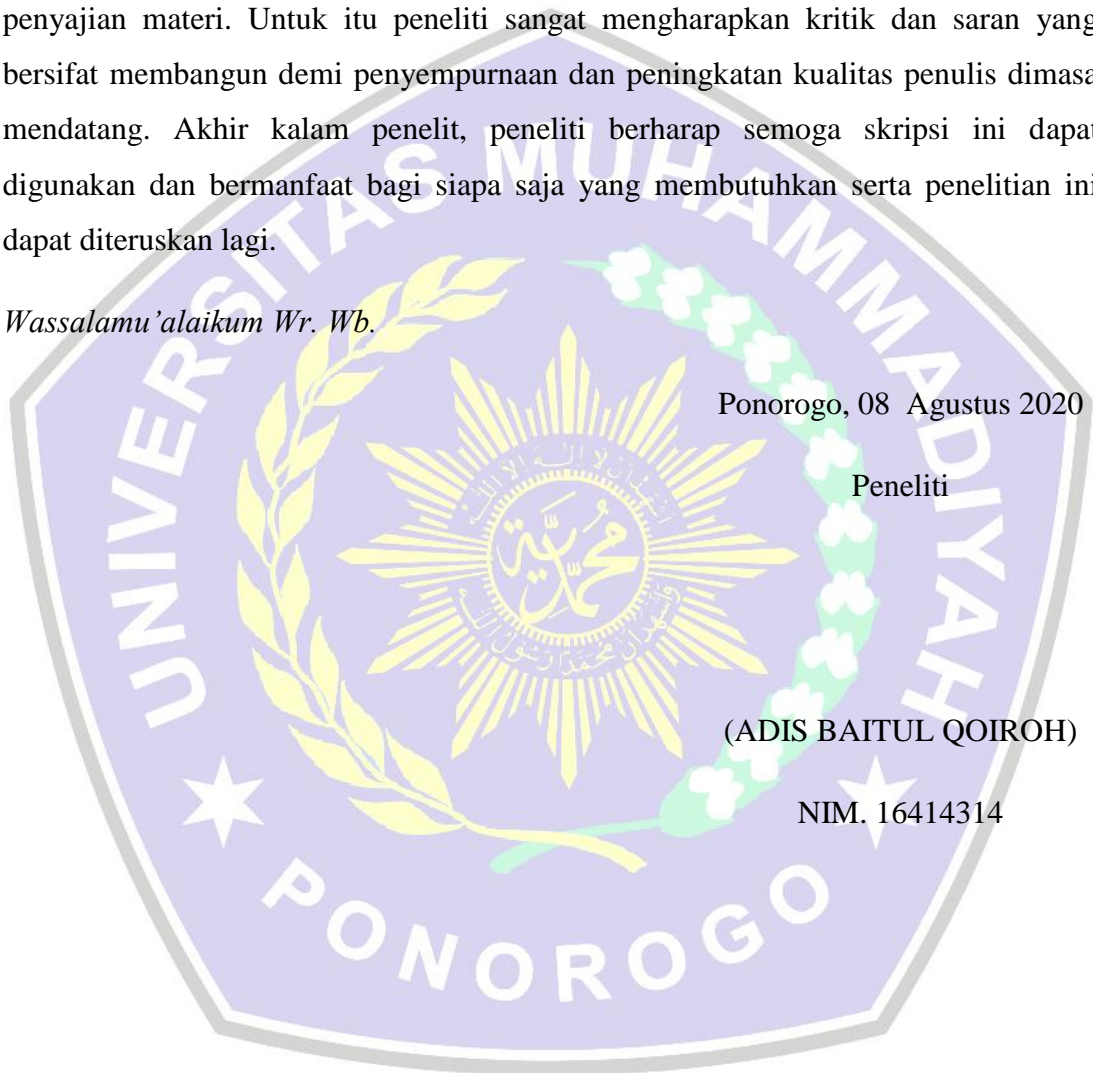 penyajian materi. Untuk itu peneliti sangat mengharapkan kritik dan saran yang
bersifat membangun demi penyempurnaan dan peningkatan kualitas penulis dimasa
mendatang. Akhir kalam penelit, peneliti berharap semoga skripsi ini dapat
digunakan dan bermanfaat bagi siapa saja yang membutuhkan serta penelitian ini
dapat diteruskan lagi.
Wassalamu’alaikum Wr. Wb.
Ponorogo, 08 Agustus 2020
Peneliti
(ADIS BAITUL QOIROH)
NIM. 16414314
UNIVERSITAS MUHAMMADIYAH
PONOROGO
محمدية